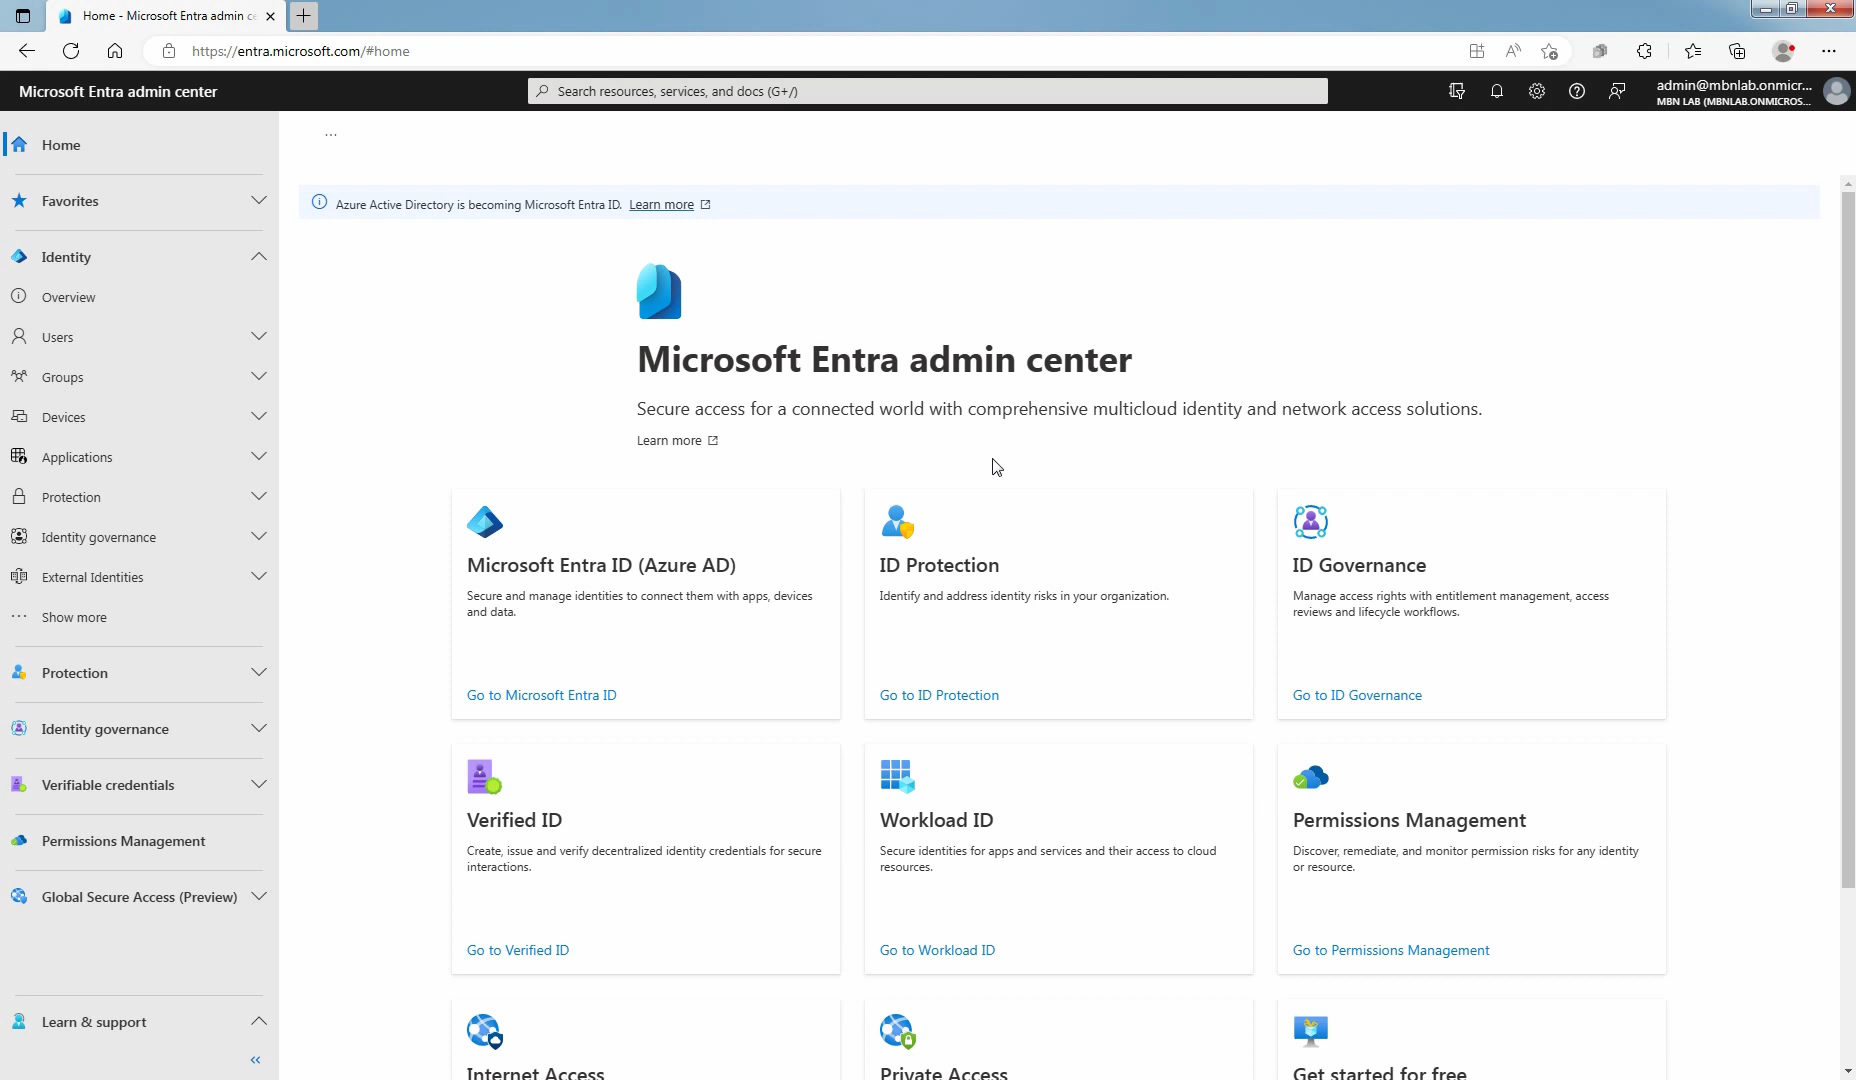 Home - Microsoft Entra admin ce
https://entra.microsoft.com/#home
Microsoft Entra admin center
Search resources, services, and docs (G+/)
admin@mbnlab.onmicr...
MBN LAB (MBNLAB.ONMICROS...
Home
Favorites
Identity
Overview
Users
Groups
Devices
Applications
Protection
Identity governance
External Identities
Show more
Protection
Identity governance
Verifiable credentials
Permissions Management
Global Secure Access (Preview)
Learn & support
...
Azure Active Directory is becoming Microsoft Entra ID. Learn more
Microsoft Entra admin center
Secure access for a connected world with comprehensive multicloud identity and network access solutions.
Learn more
Microsoft Entra ID (Azure AD)
Secure and manage identities to connect them with apps, devices
and data.
Go to Microsoft Entra ID
ID Protection
Identify and address identity risks in your organization.
Go to ID Protection
ID Governance
Manage access rights with entitlement management, access
reviews and lifecycle workflows.
Go to ID Governance
Verified ID
Create, issue and verify decentralized identity credentials for secure
interactions.
Go to Verified ID
Workload ID
Secure identities for apps and services and their access to cloud
resources.
Go to Workload ID
Permissions Management
Discover, remediate, and monitor permission risks for any identity
or resource.
Go to Permissions Management
Internet Access
Private Access
Get started for free